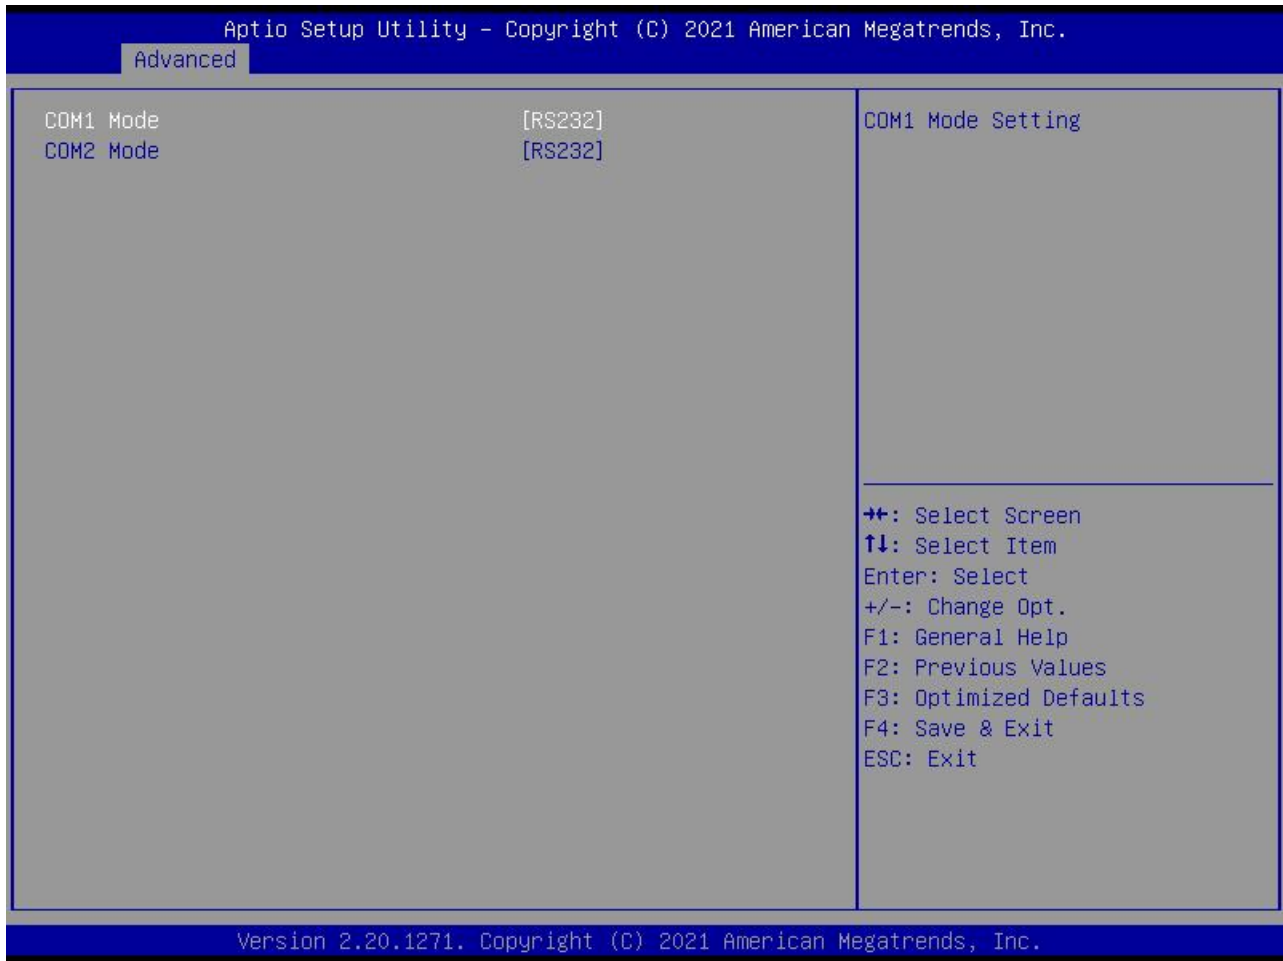 Aptio Setup Utility – Copyright (C) 2021 American Megatrends, Inc.
Advanced
COM1 Mode [RS232]
COM2 Mode [RS232]
COM1 Mode Setting
→←: Select Screen
↑↓: Select Item
Enter: Select
+/-: Change Opt.
F1: General Help
F2: Previous Values
F3: Optimized Defaults
F4: Save & Exit
ESC: Exit
Version 2.20.1271. Copyright (C) 2021 American Megatrends, Inc.